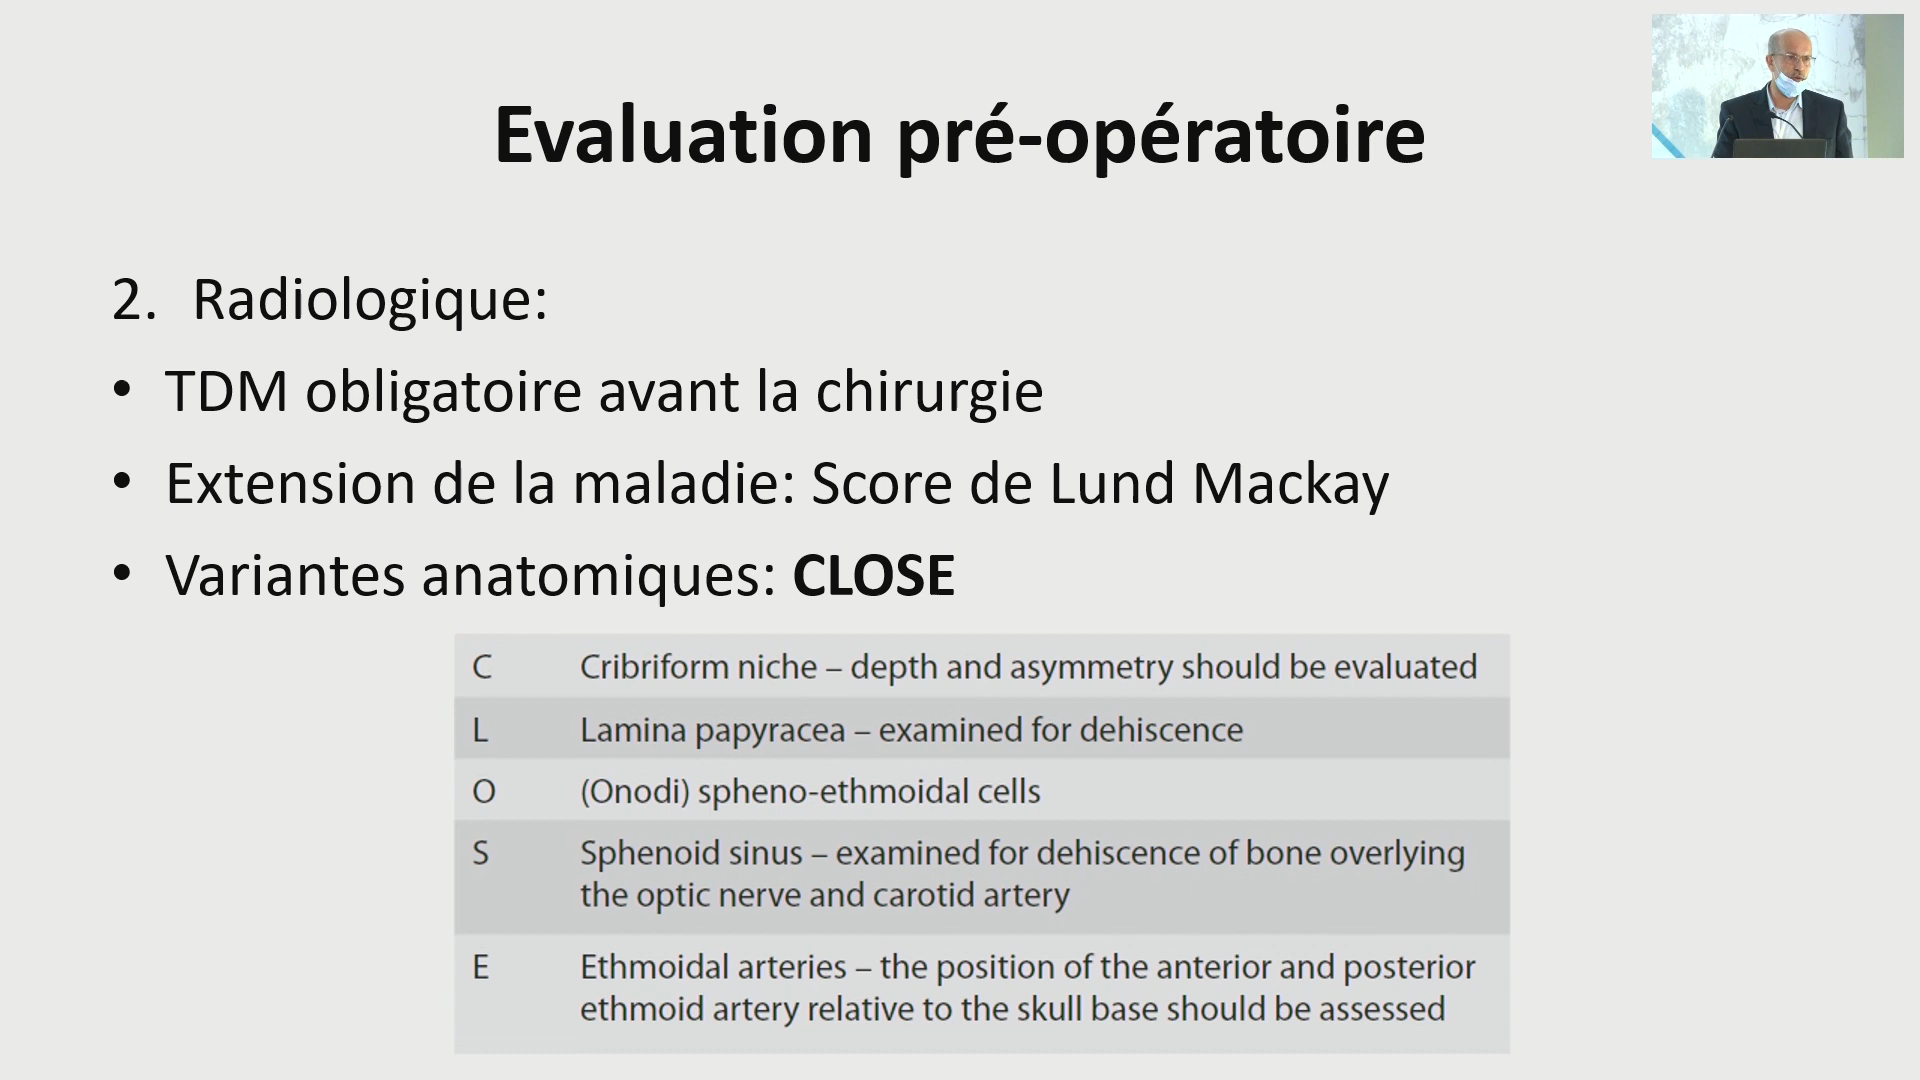 Evaluation pré-opératoire
2. Radiologique:
• TDM obligatoire avant la chirurgie
• Extension de la maladie: Score de Lund Mackay
• Variantes anatomiques: CLOSE
C Cribriform niche – depth and asymmetry should be evaluated
L Lamina papyracea – examined for dehiscence
O (Onodi) spheno-ethmoidal cells
S Sphenoid sinus – examined for dehiscence of bone overlying
the optic nerve and carotid artery
E Ethmoidal arteries – the position of the anterior and posterior
ethmoid artery relative to the skull base should be assessed